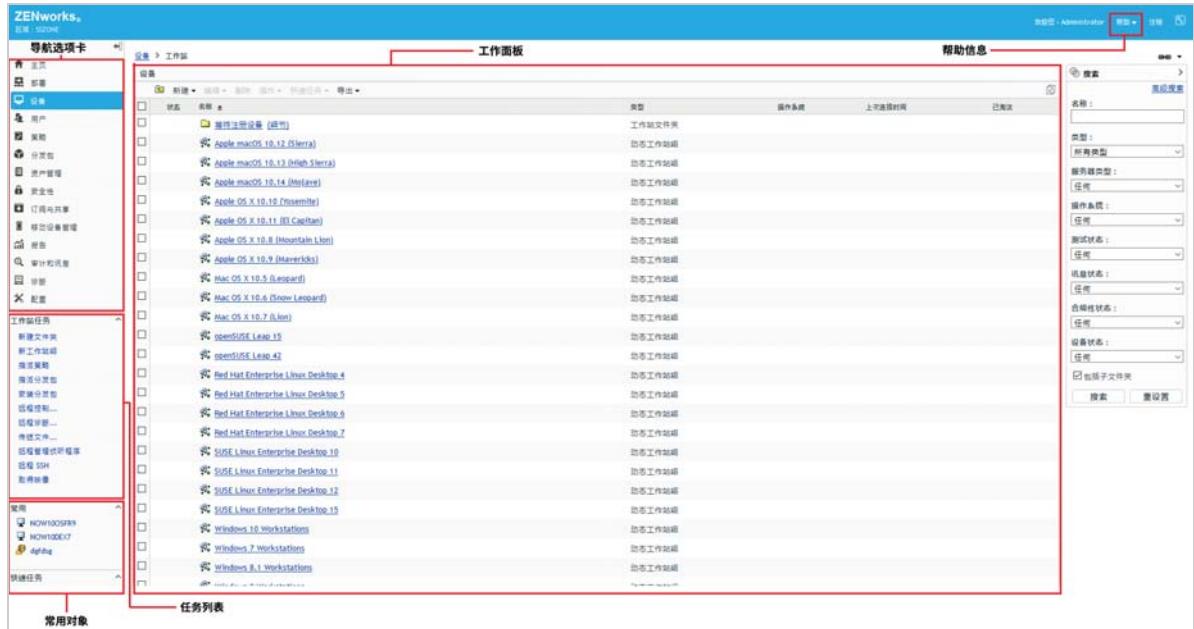 ZENworks。
区域：SIZONE
欢迎您 - Administrator 帮助 注销
导航选项卡
工作面板
帮助信息
设备 > 工作站
主页
部署
设备
用户
策略
分发包
资产管理
安全性
订阅与共享
移动设备管理
报告
审计和讯息
诊断
配置
工作站任务
新建文件夹
新工作站组
指派策略
指派分发包
安装分发包
远程控制...
远程诊断...
传送文件...
远程管理侦听程序
远程 SSH
取得映像
常用
NOW10OSFR9
NOW10DEX7
dgfdsg
快速任务
常用对象
任务列表
设备
新建 编辑 删除 操作 快速任务 导出
状态 名称 类型 操作系统 上次连接时间 已淘汰
(细节) 工作站文件夹
Apple macOS 10.12 (Sierra) 动态工作站组
Apple macOS 10.13 (High Sierra) 动态工作站组
Apple macOS 10.14 (Mojave) 动态工作站组
Apple OS X 10.10 (Yosemite) 动态工作站组
Apple OS X 10.11 (El Capitan) 动态工作站组
Apple OS X 10.8 (Mountain Lion) 动态工作站组
Apple OS X 10.9 (Mavericks) 动态工作站组
Mac OS X 10.5 (Leopard) 动态工作站组
Mac OS X 10.6 (Snow Leopard) 动态工作站组
Mac OS X 10.7 (Lion) 动态工作站组
openSUSE Leap 15 动态工作站组
openSUSE Leap 42 动态工作站组
Red Hat Enterprise Linux Desktop 4 动态工作站组
Red Hat Enterprise Linux Desktop 5 动态工作站组
Red Hat Enterprise Linux Desktop 6 动态工作站组
Red Hat Enterprise Linux Desktop 7 动态工作站组
SUSE Linux Enterprise Desktop 10 动态工作站组
SUSE Linux Enterprise Desktop 11 动态工作站组
SUSE Linux Enterprise Desktop 12 动态工作站组
SUSE Linux Enterprise Desktop 15 动态工作站组
Windows 10 Workstations 动态工作站组
Windows 7 Workstations 动态工作站组
Windows 8.1 Workstations 动态工作站组
搜索
高级搜索
名称：
类型：
所有类型
服务器类型：
任何
操作系统：
任何
测试状态：
任何
讯息状态：
任何
合规性状态：
任何
设备状态：
任何
包括子文件夹
搜索 重设置